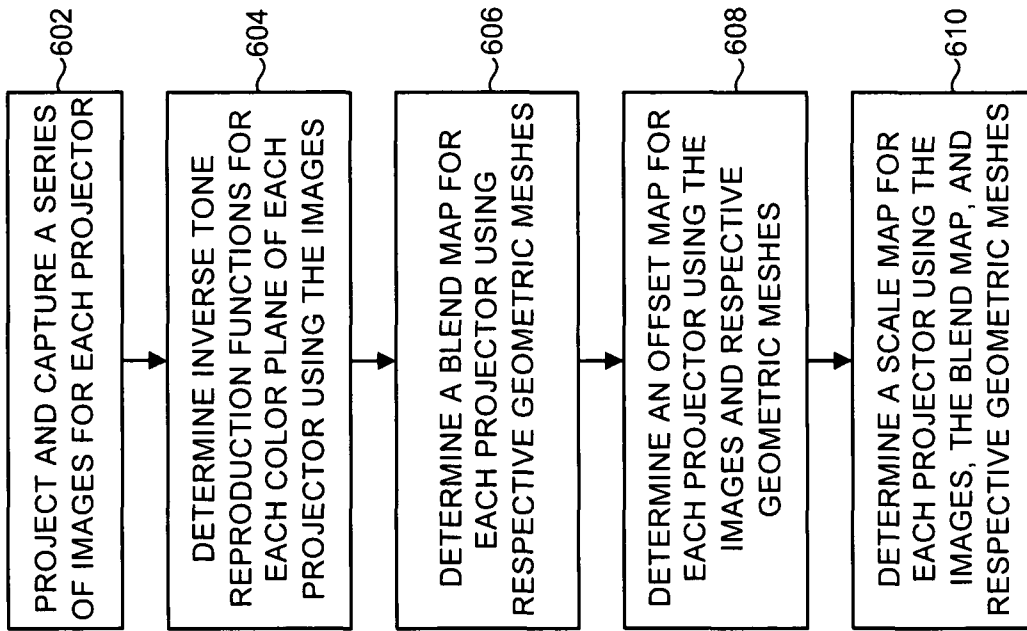 PROJECT AND CAPTURE A SERIES
OF IMAGES FOR EACH PROJECTOR
602
DETERMINE INVERSE TONE
REPRODUCTION FUNCTIONS FOR
EACH COLOR PLANE OF EACH
PROJECTOR USING THE IMAGES
604
DETERMINE A BLEND MAP FOR
EACH PROJECTOR USING
RESPECTIVE GEOMETRIC MESHES
606
DETERMINE AN OFFSET MAP FOR
EACH PROJECTOR USING THE
IMAGES AND RESPECTIVE
GEOMETRIC MESHES
608
DETERMINE A SCALE MAP FOR
EACH PROJECTOR USING THE
IMAGES, THE BLEND MAP, AND
RESPECTIVE GEOMETRIC MESHES
610